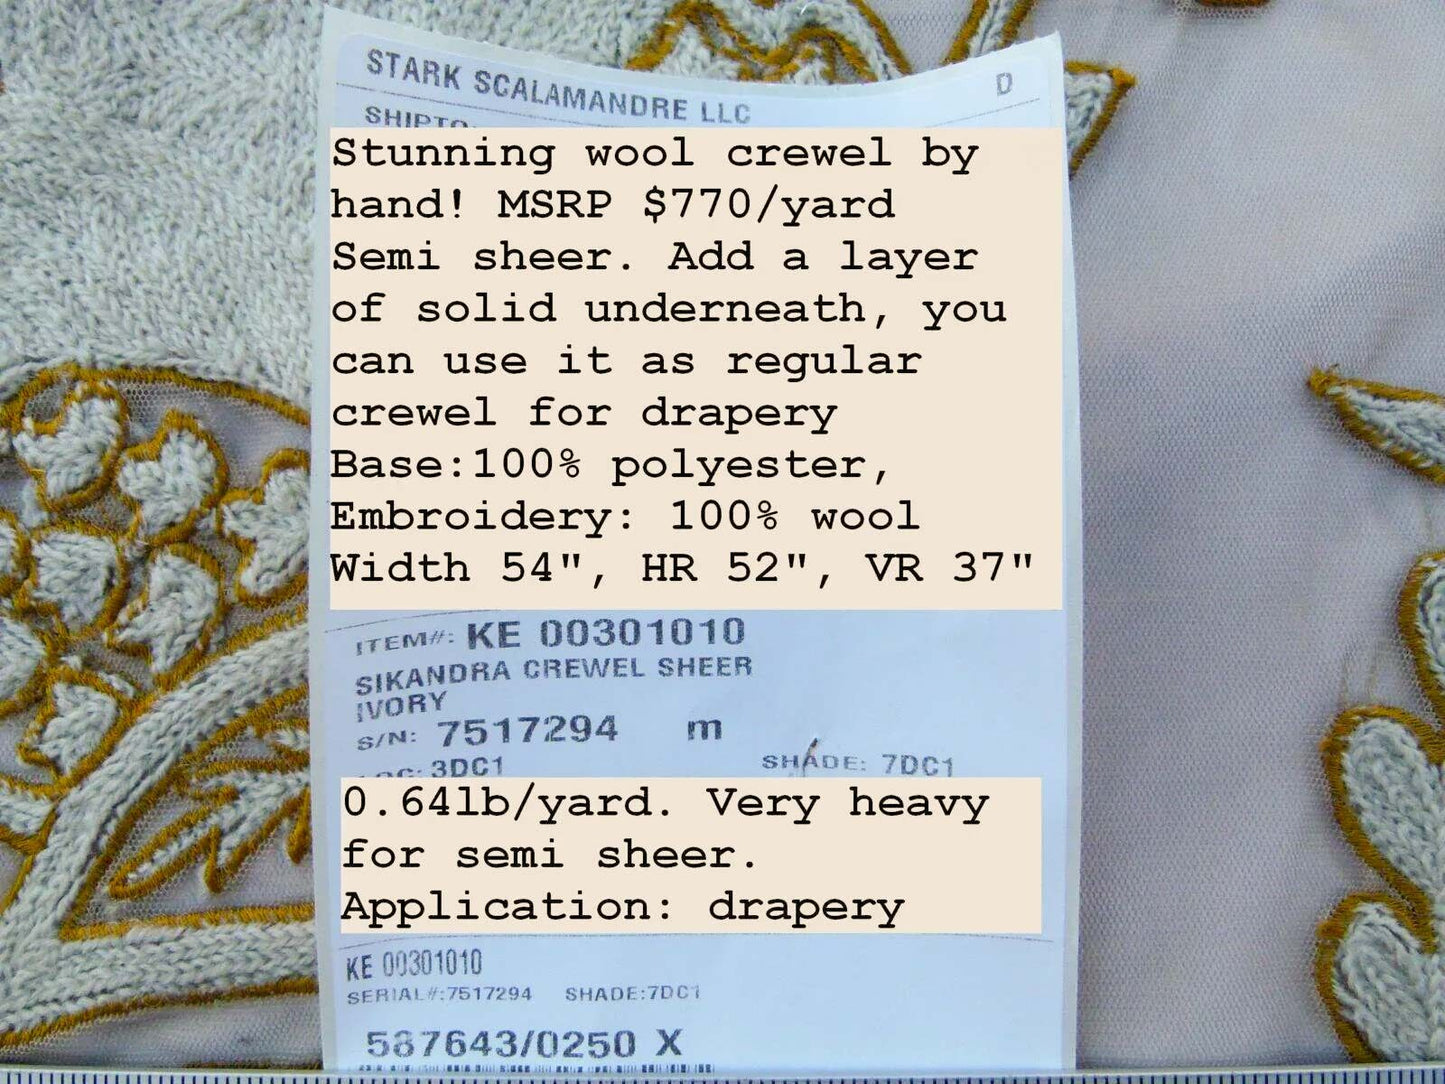 STARK SCALAMANDRE LLC
D
SHIPTO
Stunning wool crewel by
hand! MSRP $770/yard
Semi sheer. Add a layer
of solid underneath, you
can use it as regular
crewel for drapery
Base:100% polyester,
Embroidery: 100% wool
Width 54", HR 52", VR 37"
ITEM#: KE 00301010
SIKANDRA CREWEL SHEER
IVORY
S/N: 7517294 m
LOC: 3DC1 SHADE: 7DC1
0.64lb/yard. Very heavy
for semi sheer.
Application: drapery
KE 00301010
SERIAL#:7517294 SHADE:7DC1
587643/0250 X